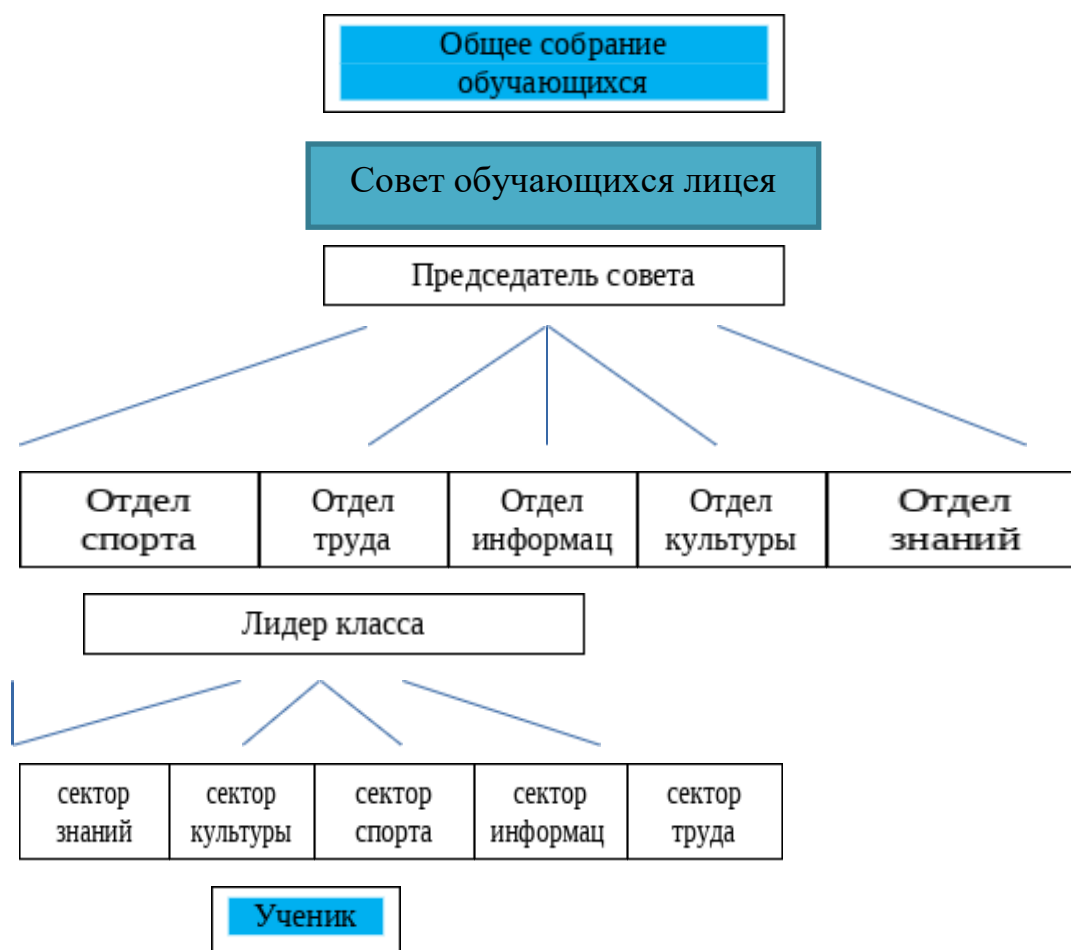 Общее собрание
обучающихся
Совет обучающихся лицея
Председатель совета
Отдел
спорта
Отдел
труда
Отдел
информац
Отдел
культуры
Отдел
знаний
Лидер класса
сектор
знаний
сектор
культуры
сектор
спорта
сектор
информац
сектор
труда
Ученик